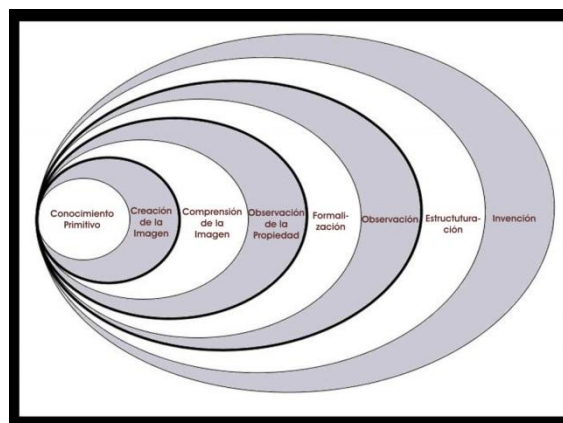 Conocimiento
Primitivo
Creación
de la
Imagen
Comprensión
de la
Imagen
Observación
de la
Propiedad
Formali-
zación
Observación
Estructutura-
ción
Invención